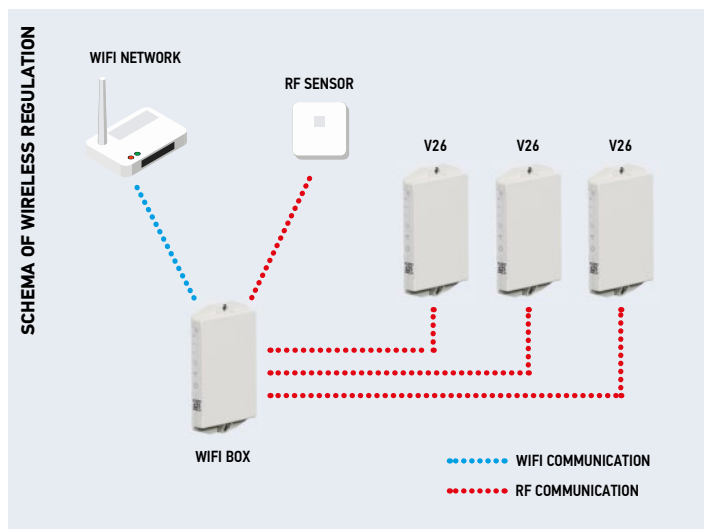 SCHEMA OF WIRELESS REGULATION
WIFI NETWORK
RF SENSOR
V26
V26
V26
WIFI BOX
WIFI COMMUNICATION
RF COMMUNICATION